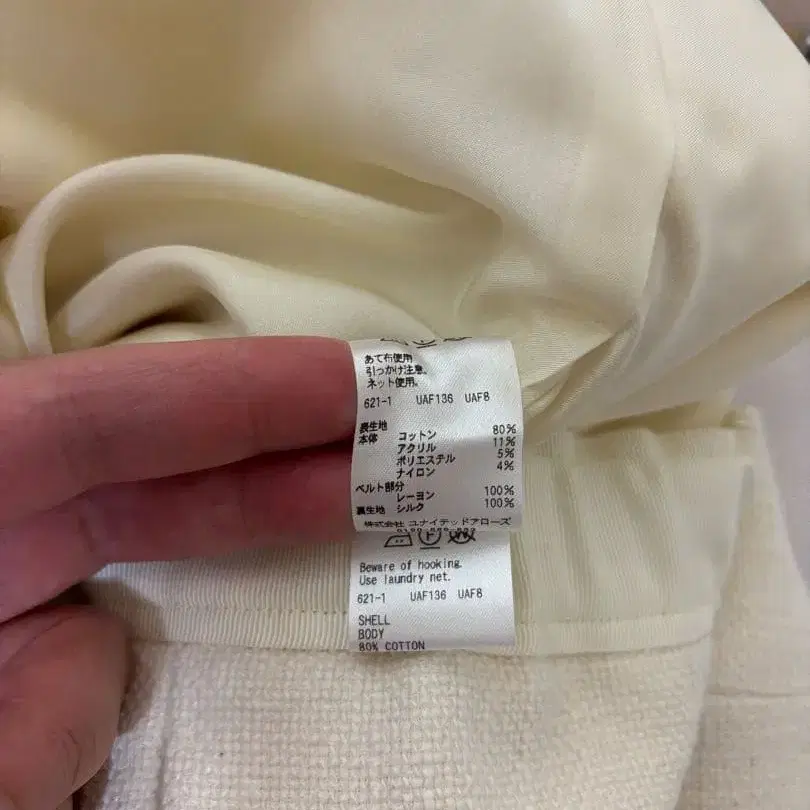 あて布使用
引っかけ注意。
ネット使用。
621-1 UAF136 UAF8
表生地
本体 コットン 80%
アクリル 11%
ポリエステル 5%
ナイロン 4%
ベルト部分
レーヨン 100%
裏生地 シルク 100%
株式会社 ユナイテッドアローズ
Beware of hooking.
Use laundry net.
621-1 UAF136 UAF8
SHELL
BODY
80% COTTON